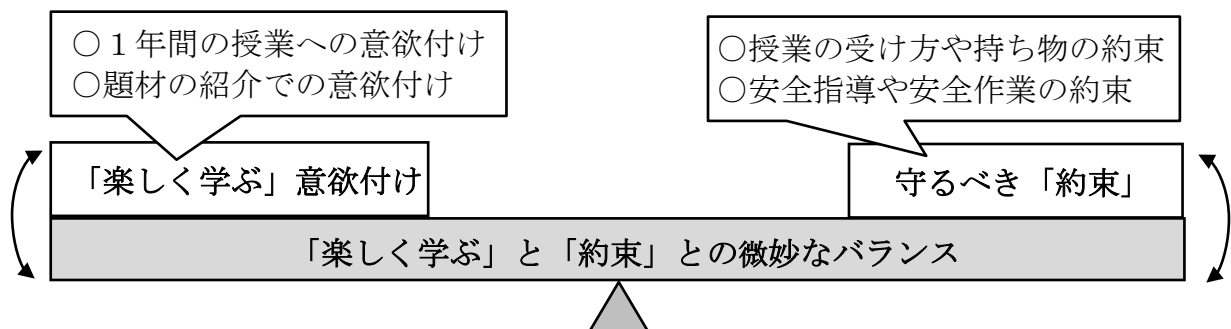 ○１年間の授業への意欲付け
○題材の紹介での意欲付け
○授業の受け方や持ち物の約束
○安全指導や安全作業の約束
「楽しく学ぶ」意欲付け
守るべき「約束」
「楽しく学ぶ」と「約束」との微妙なバランス